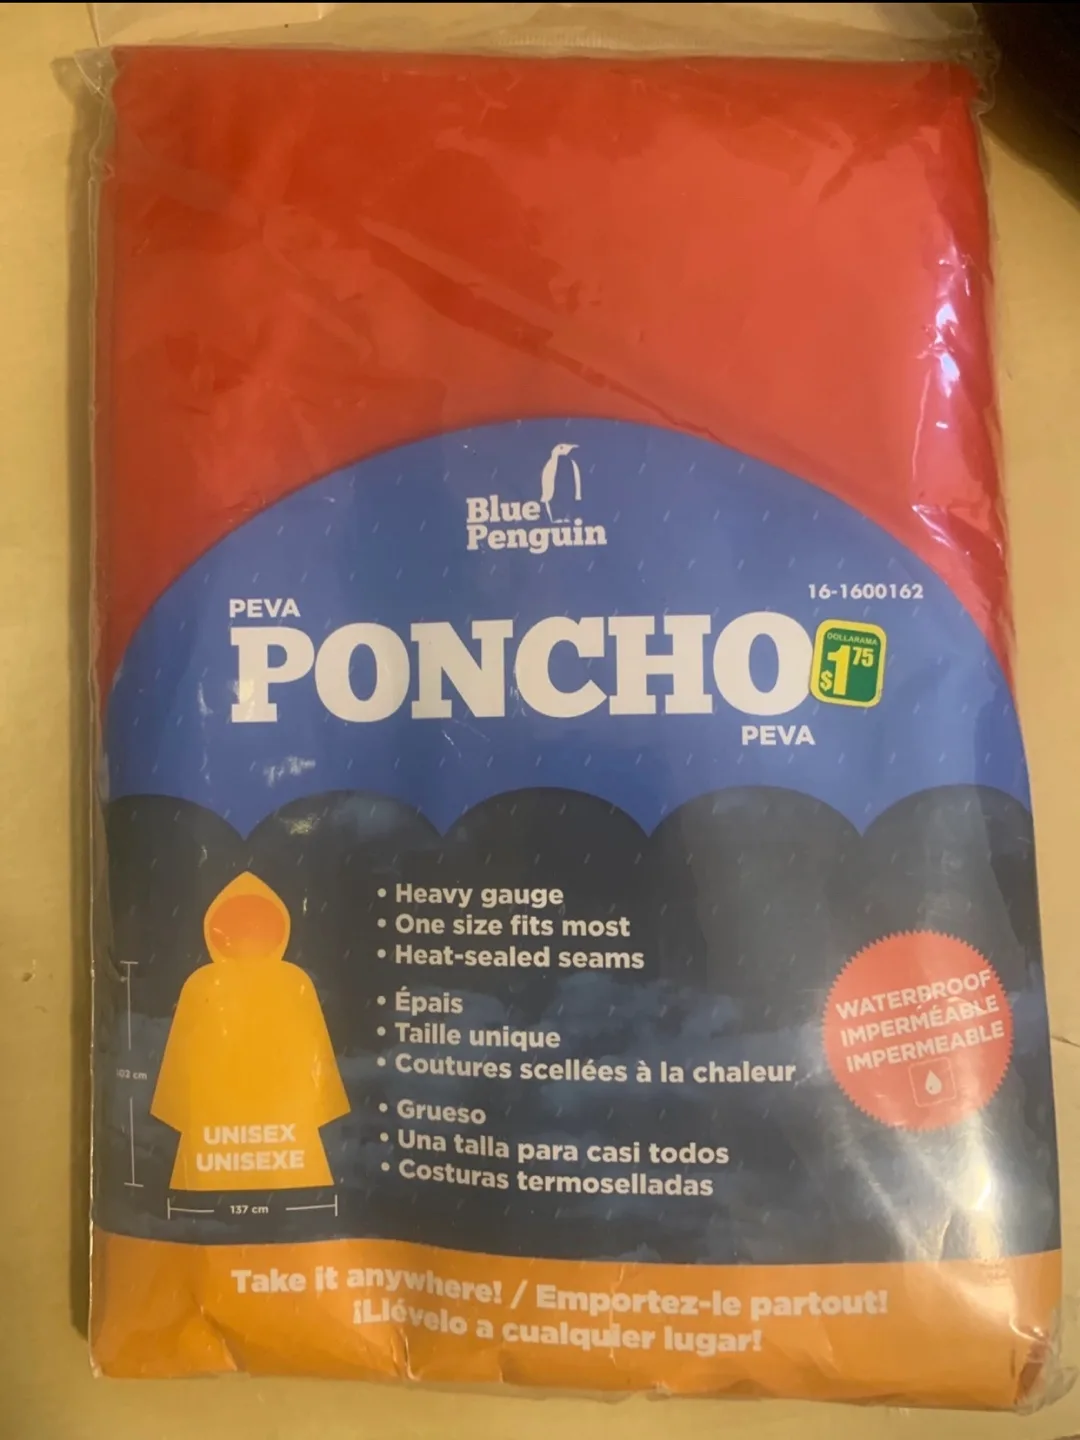 Blue
Penguin
16-1600162
PEVA
PONCHO
DOLLARAMA
$1 75
PEVA
• Heavy gauge
• One size fits most
• Heat-sealed seams
• Épais
• Taille unique
• Coutures scellées à la chaleur
• Grueso
• Una talla para casi todos
• Costuras termoselladas
WATERPROOF
IMPERMÉABLE
IMPERMEABLE
cm
UNISEX
UNISEXE
137 cm
Take it anywhere! / Emportez-le partout!
¡Llévelo a cualquier lugar!